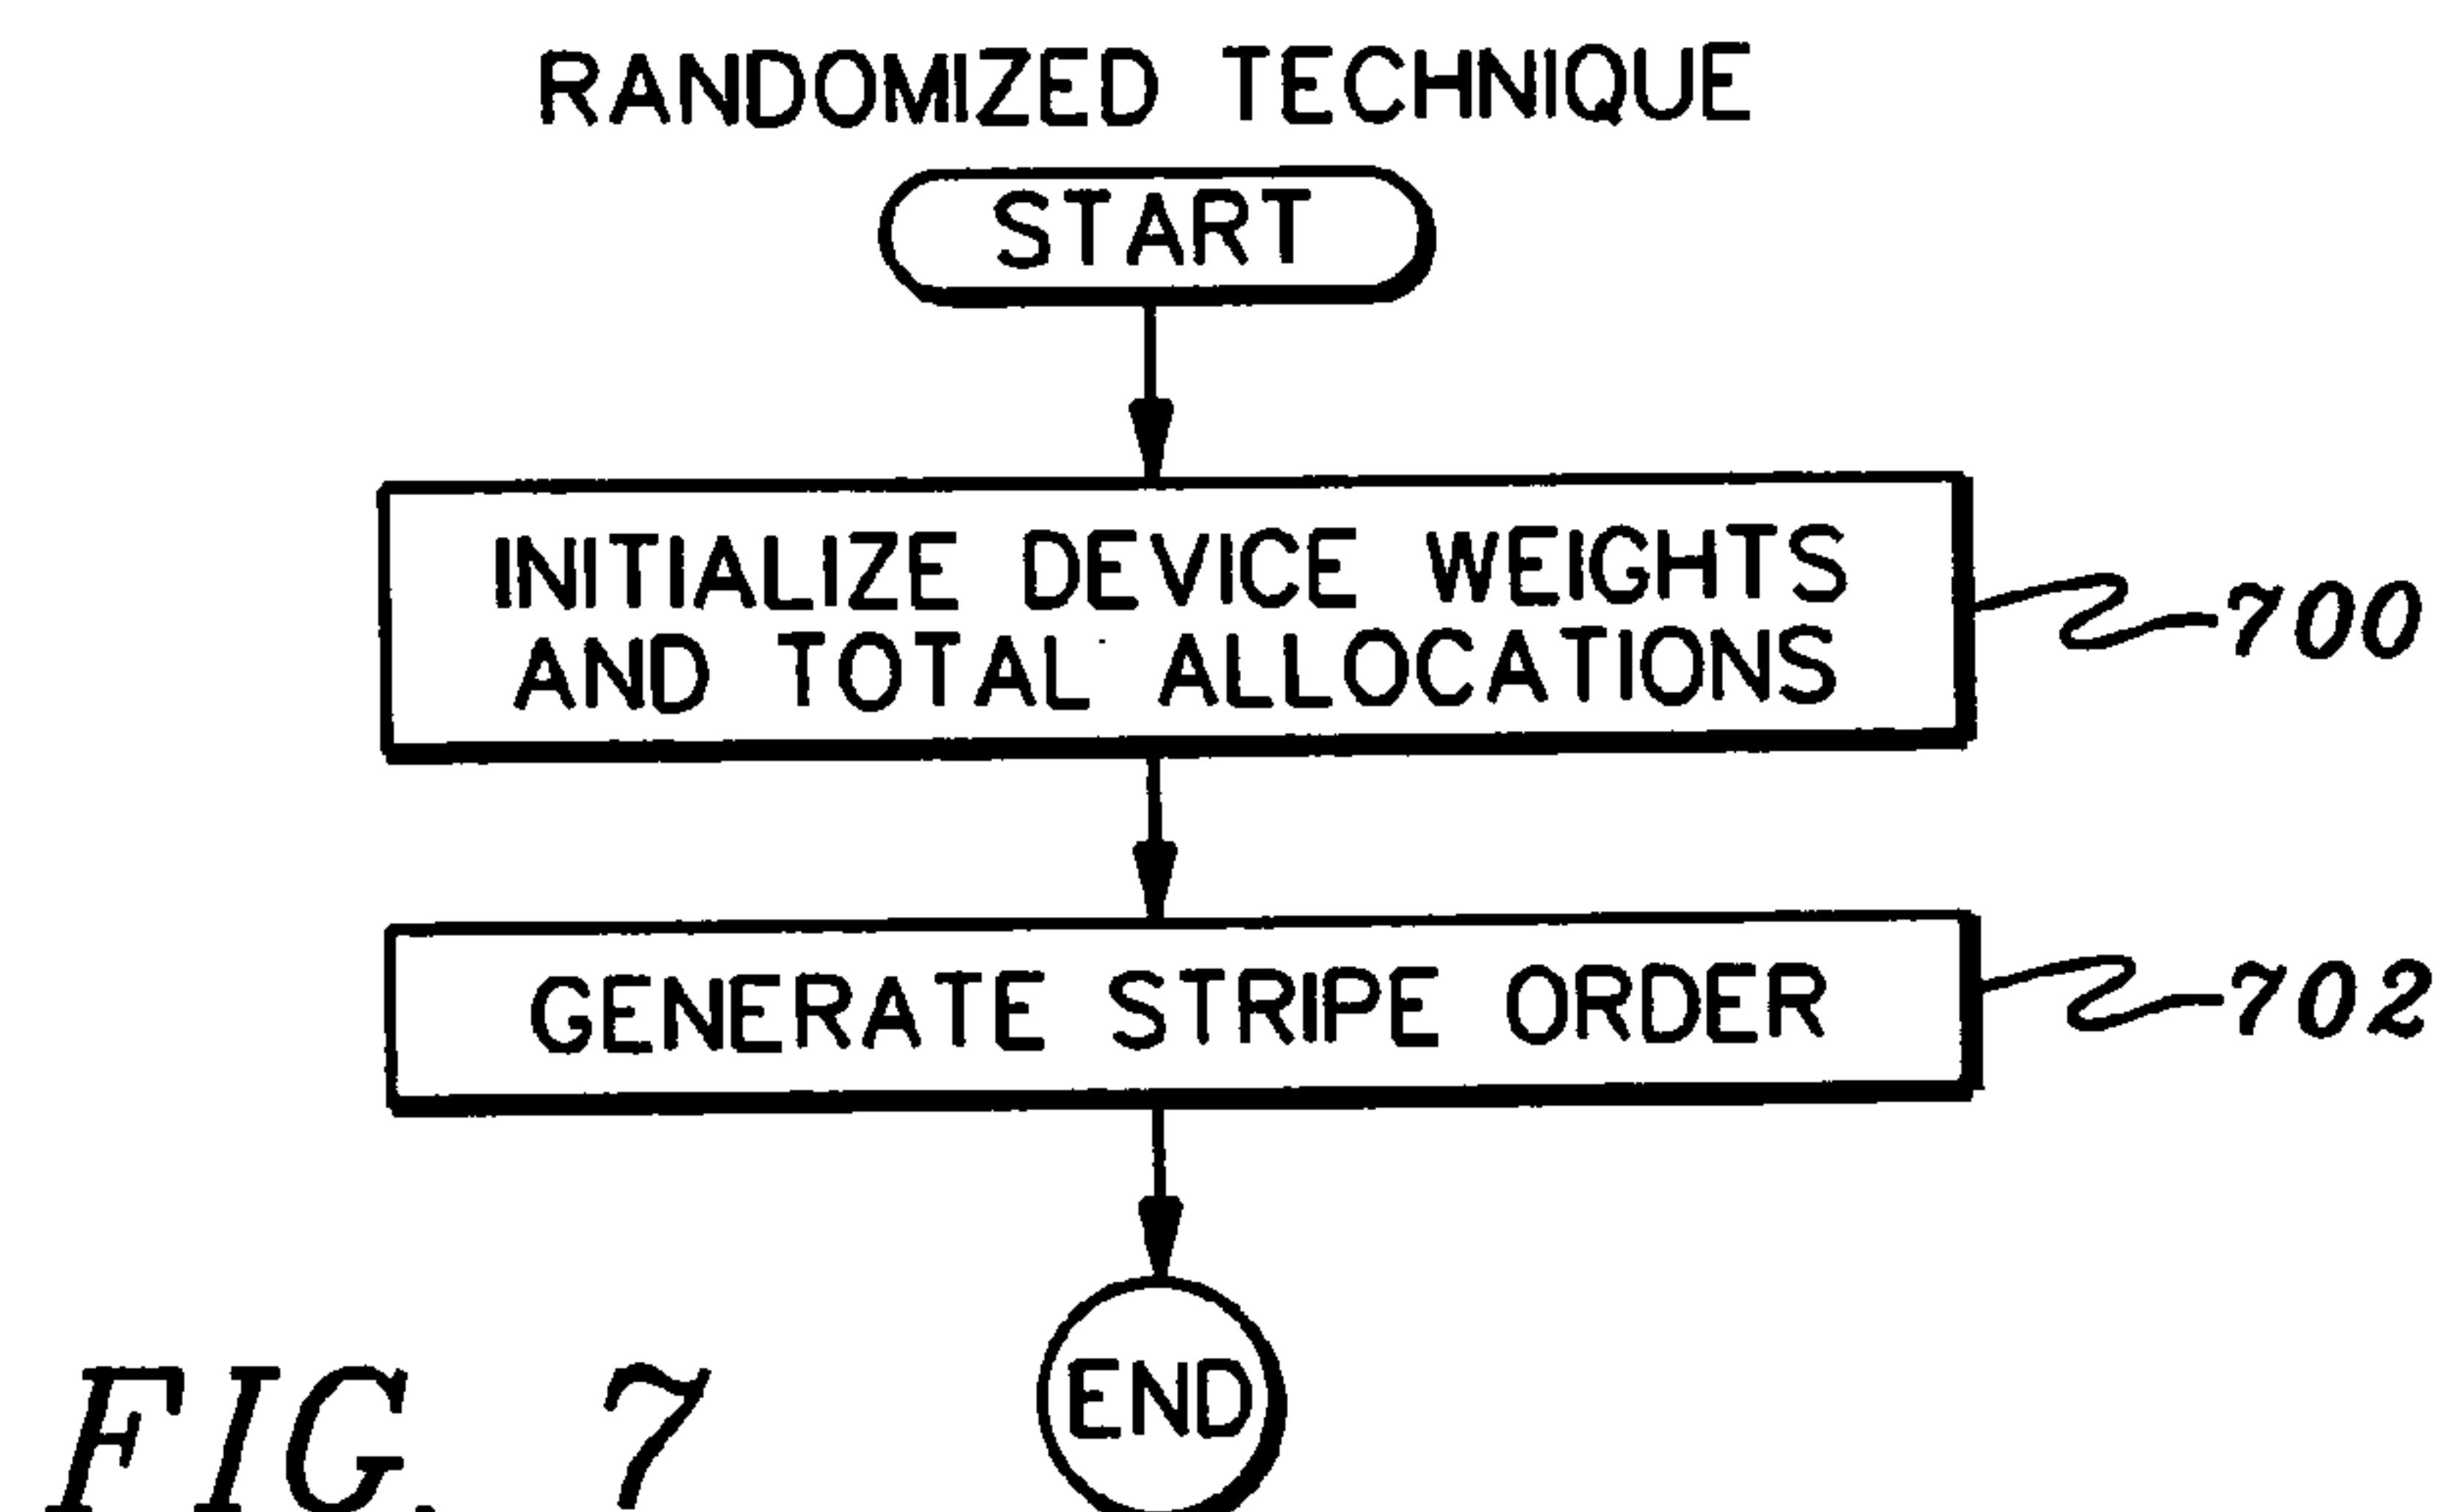 RANDOMIZED TECHNIQUE
START
INITIALIZE DEVICE WEIGHTS
AND TOTAL ALLOCATIONS
700
GENERATE STRIPE ORDER
702
END
FIG. 7